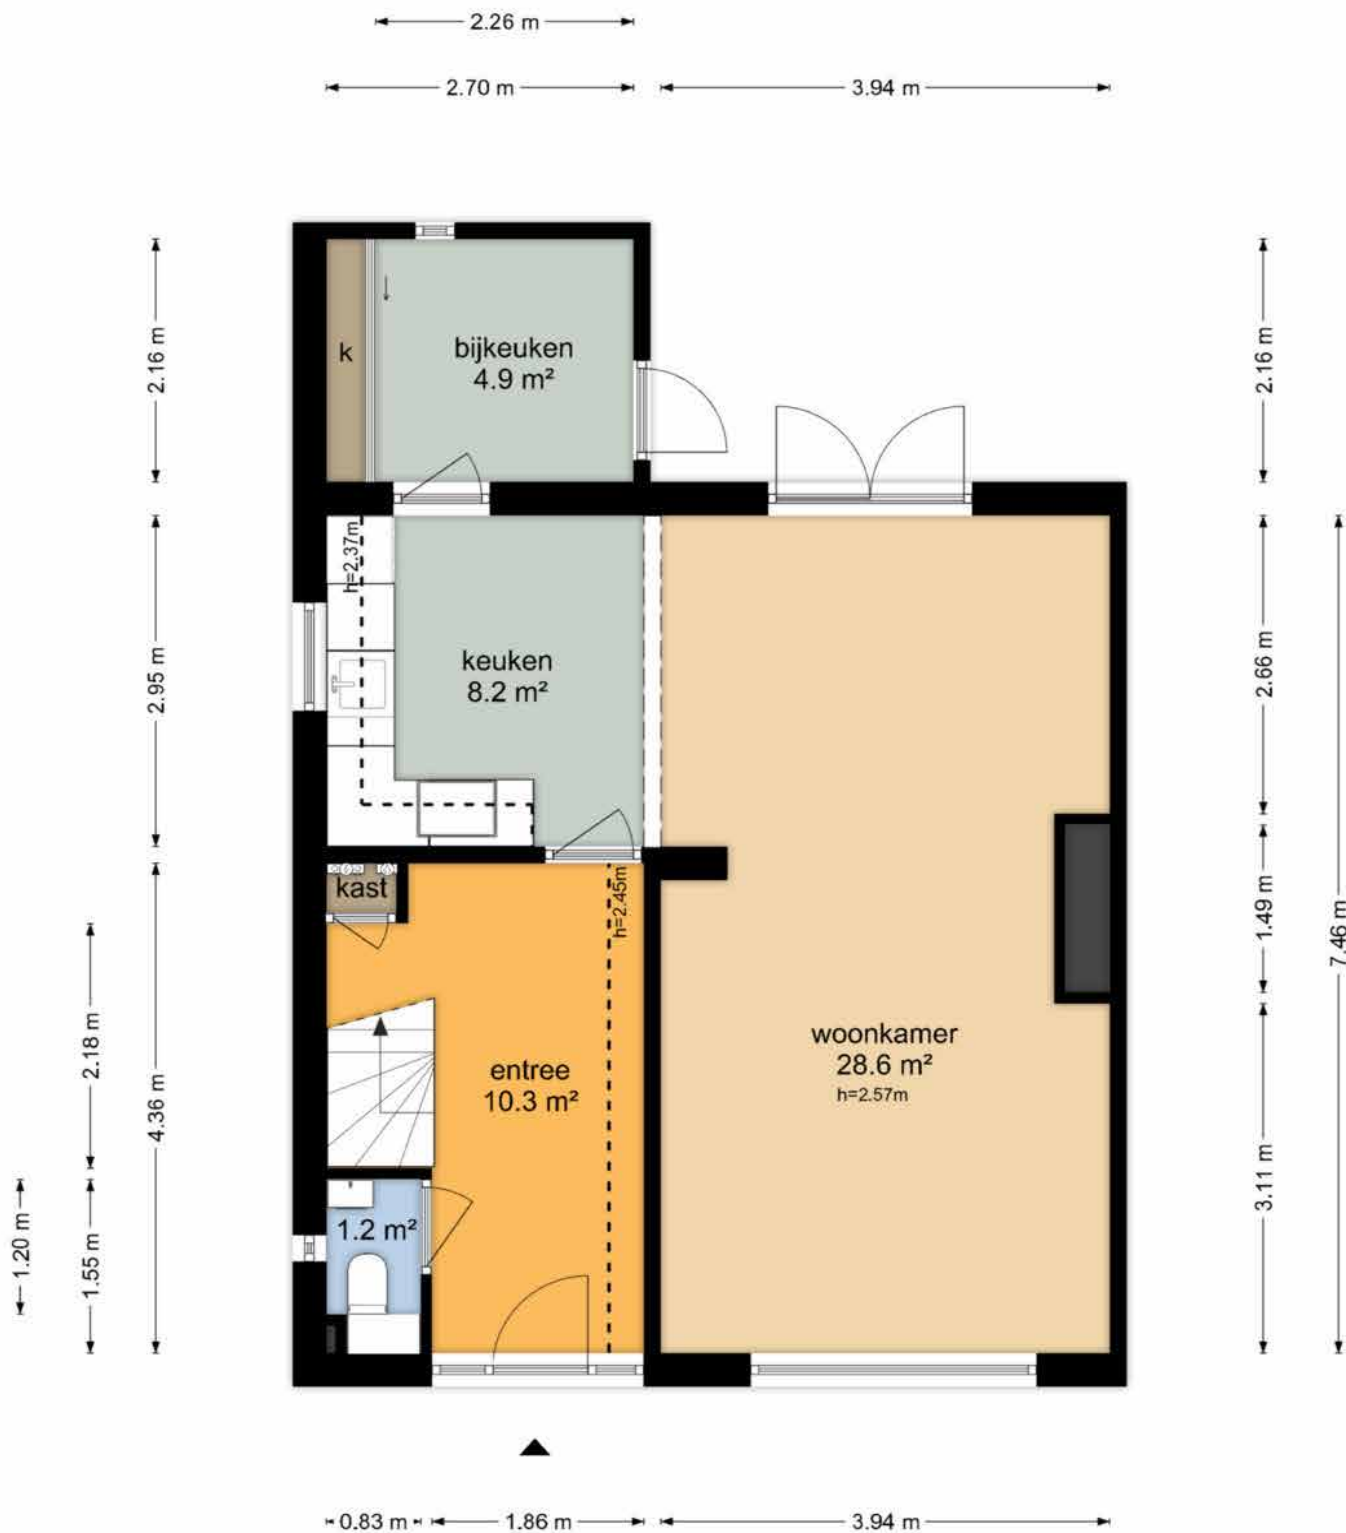 2.26 m
2.70 m
3.94 m
2.16 m
k
bijkeuken
4.9 m²
2.16 m
h=2.37m
2.95 m
keuken
8.2 m²
2.66 m
kast
h=2.45m
1.49 m
7.46 m
2.18 m
4.36 m
entree
10.3 m²
woonkamer
28.6 m²
h=2.57m
3.11 m
1.20 m
1.55 m
1.2 m²
0.83 m
1.86 m
3.94 m